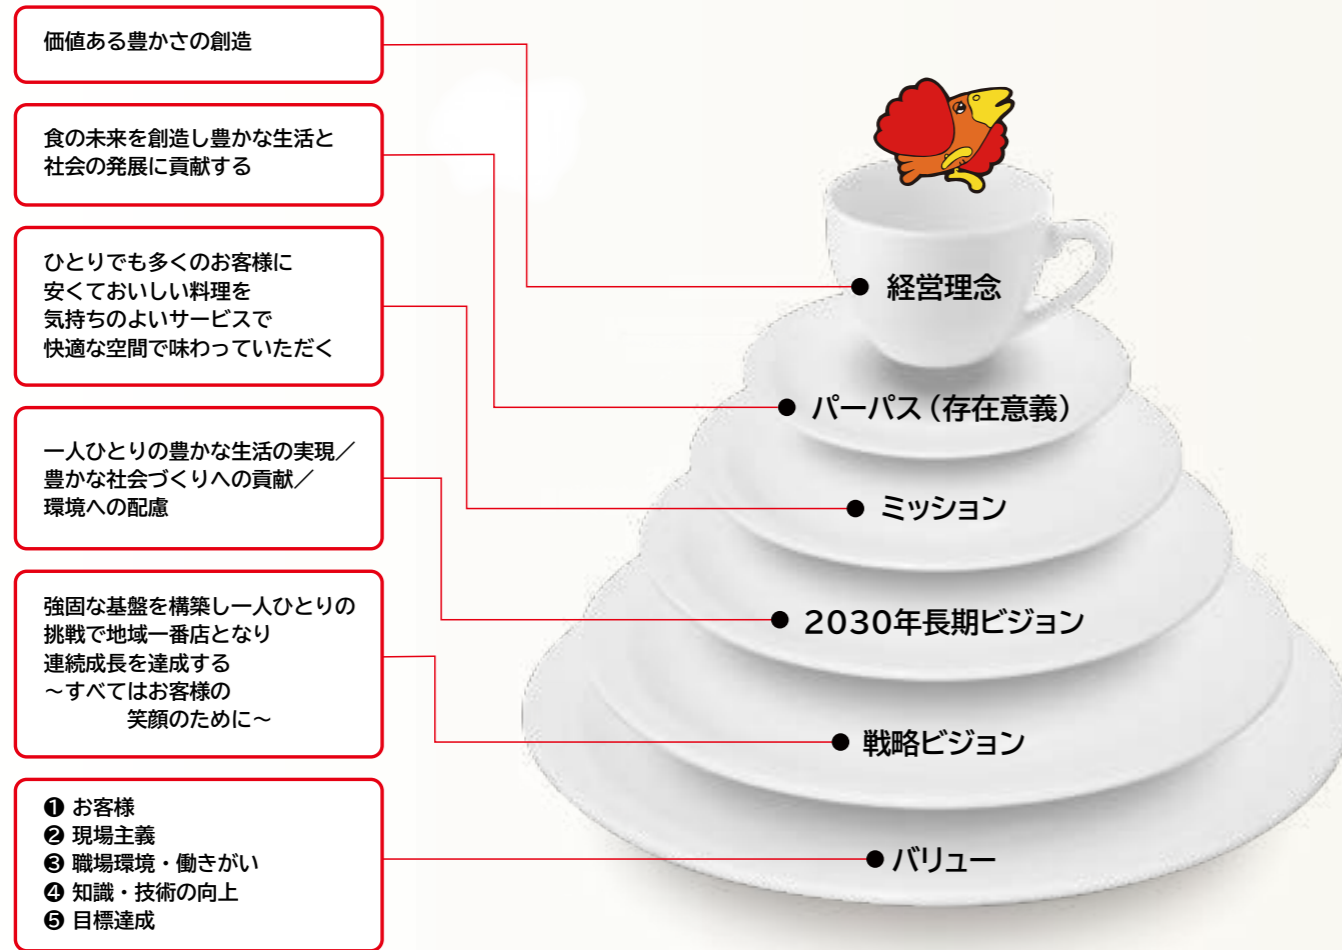 価値ある豊かさの創造
食の未来を創造し豊かな生活と
社会の発展に貢献する
ひとりでも多くのお客様に
安くておいしい料理を
気持ちのよいサービスで
快適な空間で味わっていただく
一人ひとりの豊かな生活の実現／
豊かな社会づくりへの貢献／
環境への配慮
強固な基盤を構築し一人ひとりの
挑戦で地域一番店となり
連続成長を達成する
～すべてはお客様の
笑顔のために～
❶ お客様
❷ 現場主義
❸ 職場環境・働きがい
❹ 知識・技術の向上
❺ 目標達成
● 経営理念
● パーパス（存在意義）
● ミッション
● 2030年長期ビジョン
● 戦略ビジョン
● バリュー